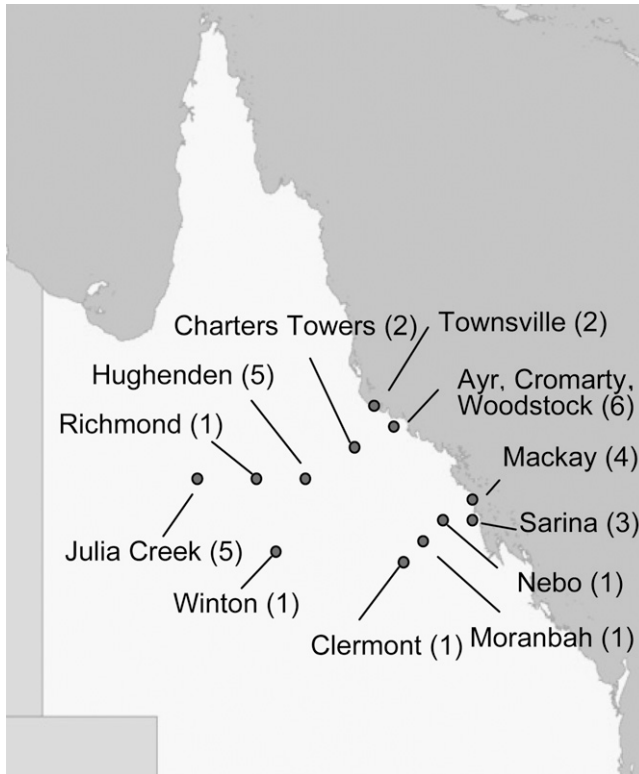 Charters Towers (2)
Townsville (2)
Hughenden (5)
Ayr, Cromarty,
Woodstock (6)
Richmond (1)
Mackay (4)
Sarina (3)
Julia Creek (5)
Nebo (1)
Winton (1)
Clermont (1)
Moranbah (1)